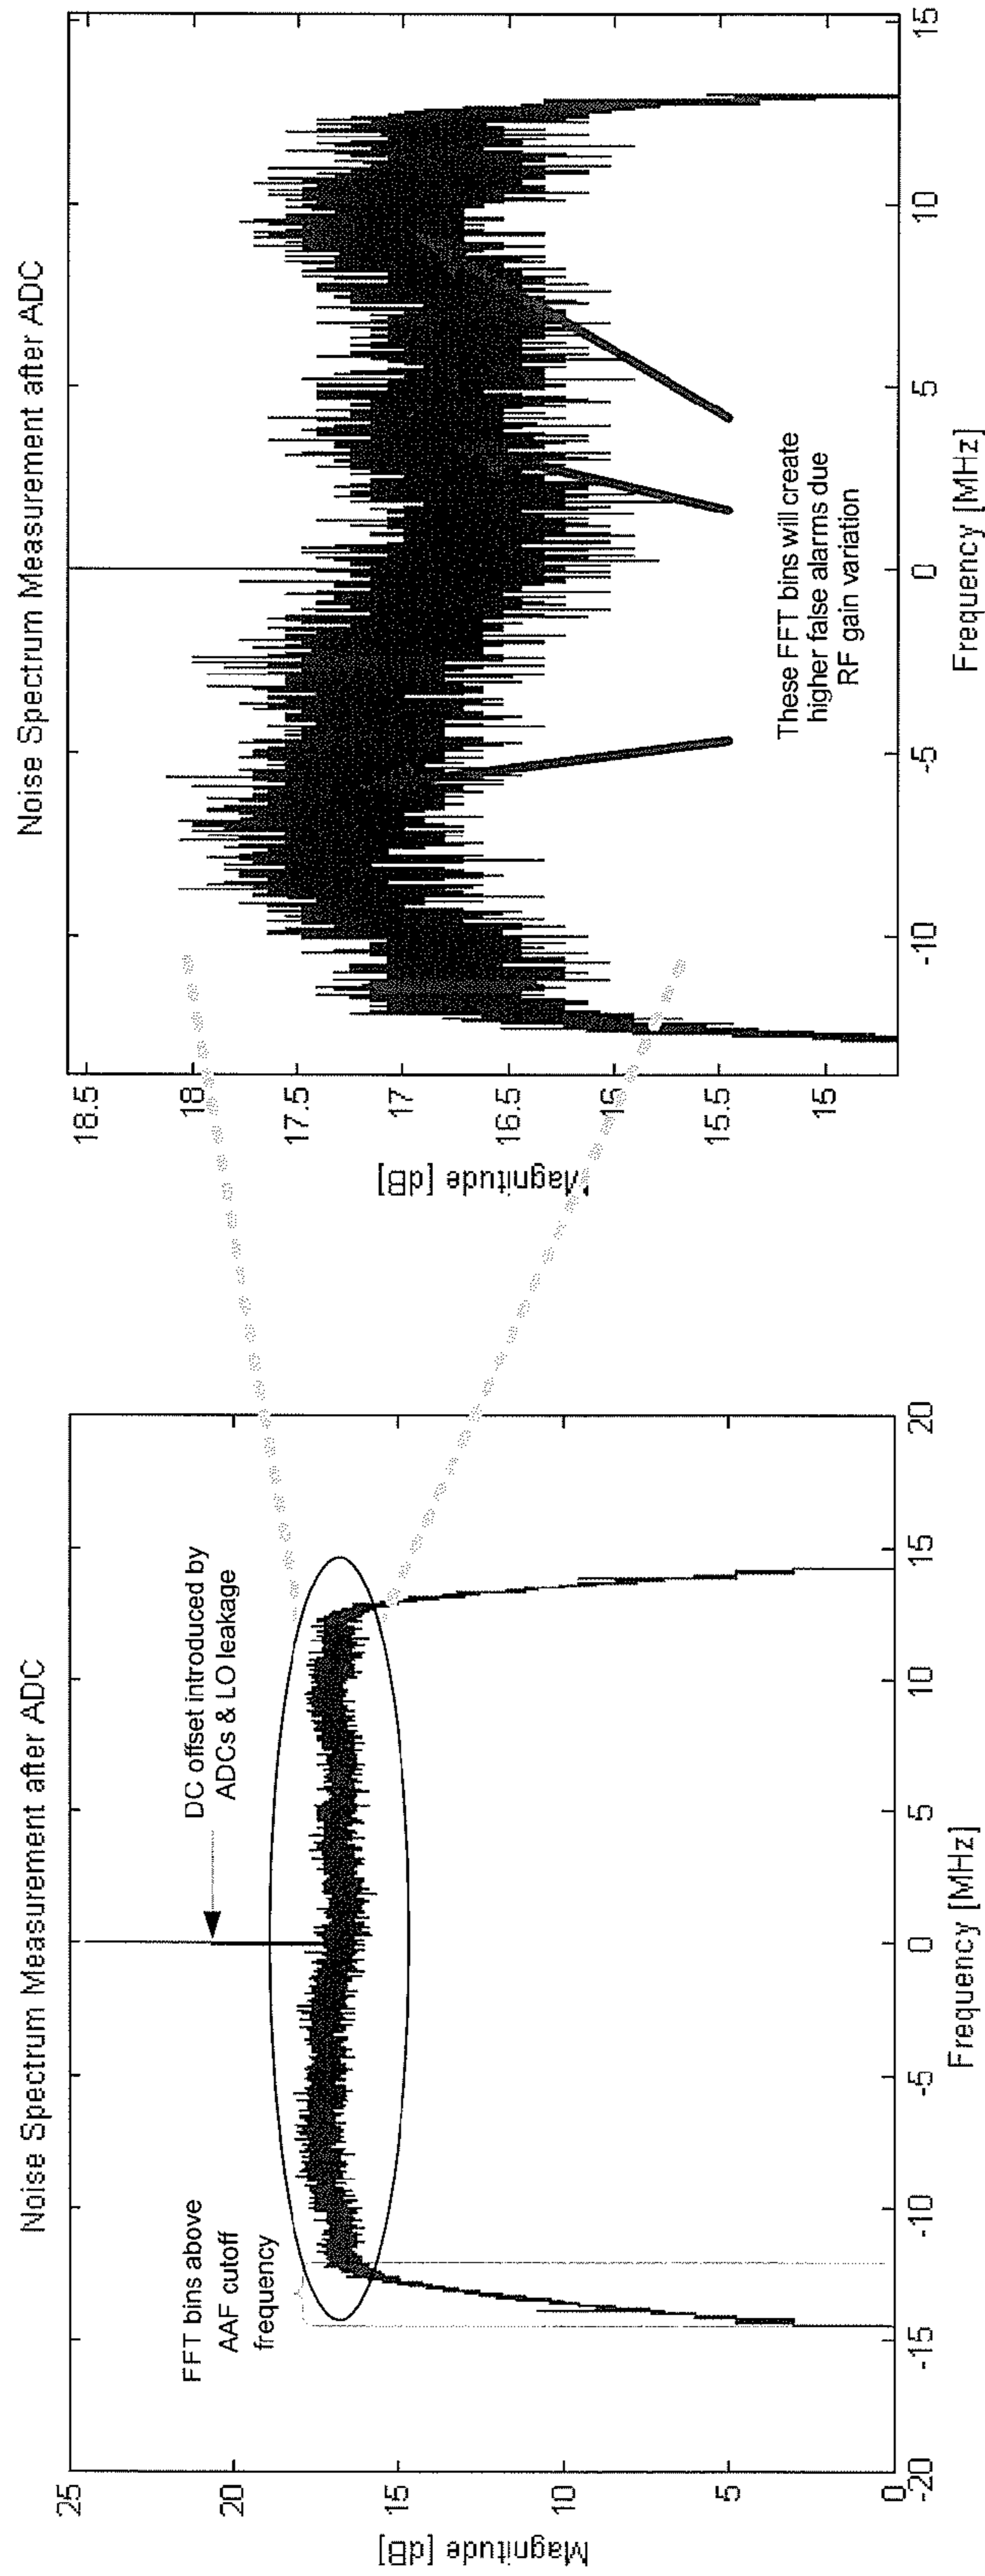 Noise Spectrum Measurement after ADC
25
20
15
10
5
0
Magnitude [dB]
-20
-15
-10
-5
0
5
10
15
20
Frequency [MHz]
FFT bins above
AAF cutoff
frequency
DC offset introduced by
ADCs & LO leakage
Noise Spectrum Measurement after ADC
18.5
18
17.5
17
16.5
15.5
15
Magnitude [dB]
-10
-5
0
5
10
15
Frequency [MHz]
These FFT bins will create
higher false alarms due
RF gain variation